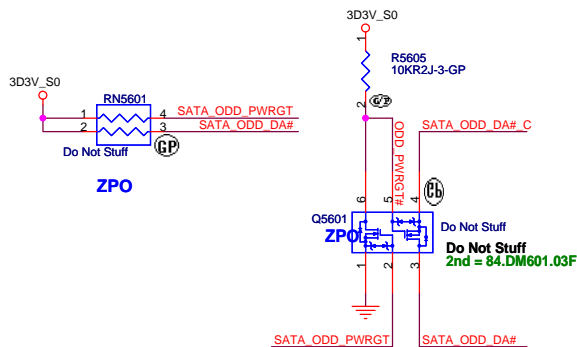 3D3V_S0
1
R5605
10KR2J-3-GP
2
G/P
3D3V_S0
RN5601
1
4
SATA_ODD_PWRGT
2
3
SATA_ODD_DA#
Do Not Stuff
GP
ZPO
ODD_PWRGT#
SATA_ODD_DA#_C
6
5
4
Q5601
ZPO
Do Not Stuff
Do Not Stuff
2nd = 84.DM601.03F
1
2
3
SATA_ODD_PWRGT
SATA_ODD_DA#